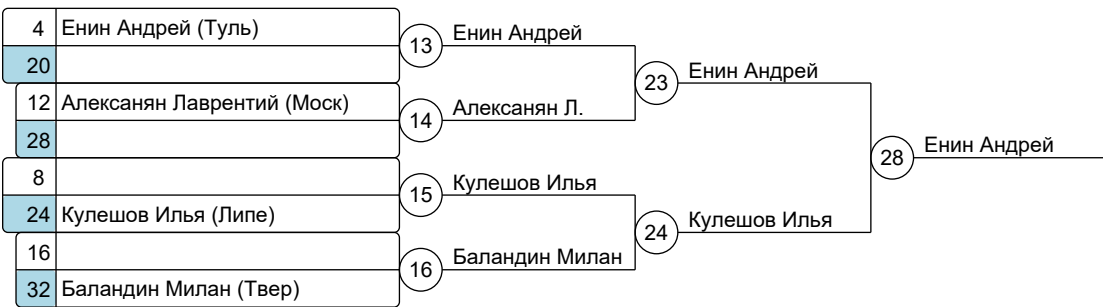 4 Енин Андрей (Туль)
13
Енин Андрей
20
23
Енин Андрей
12 Алексанян Лаврентий (Моск)
14
Алексанян Л.
28
28
Енин Андрей
8
15
Кулешов Илья
24 Кулешов Илья (Липе)
24
Кулешов Илья
16
16
Баландин Милан
32 Баландин Милан (Твер)